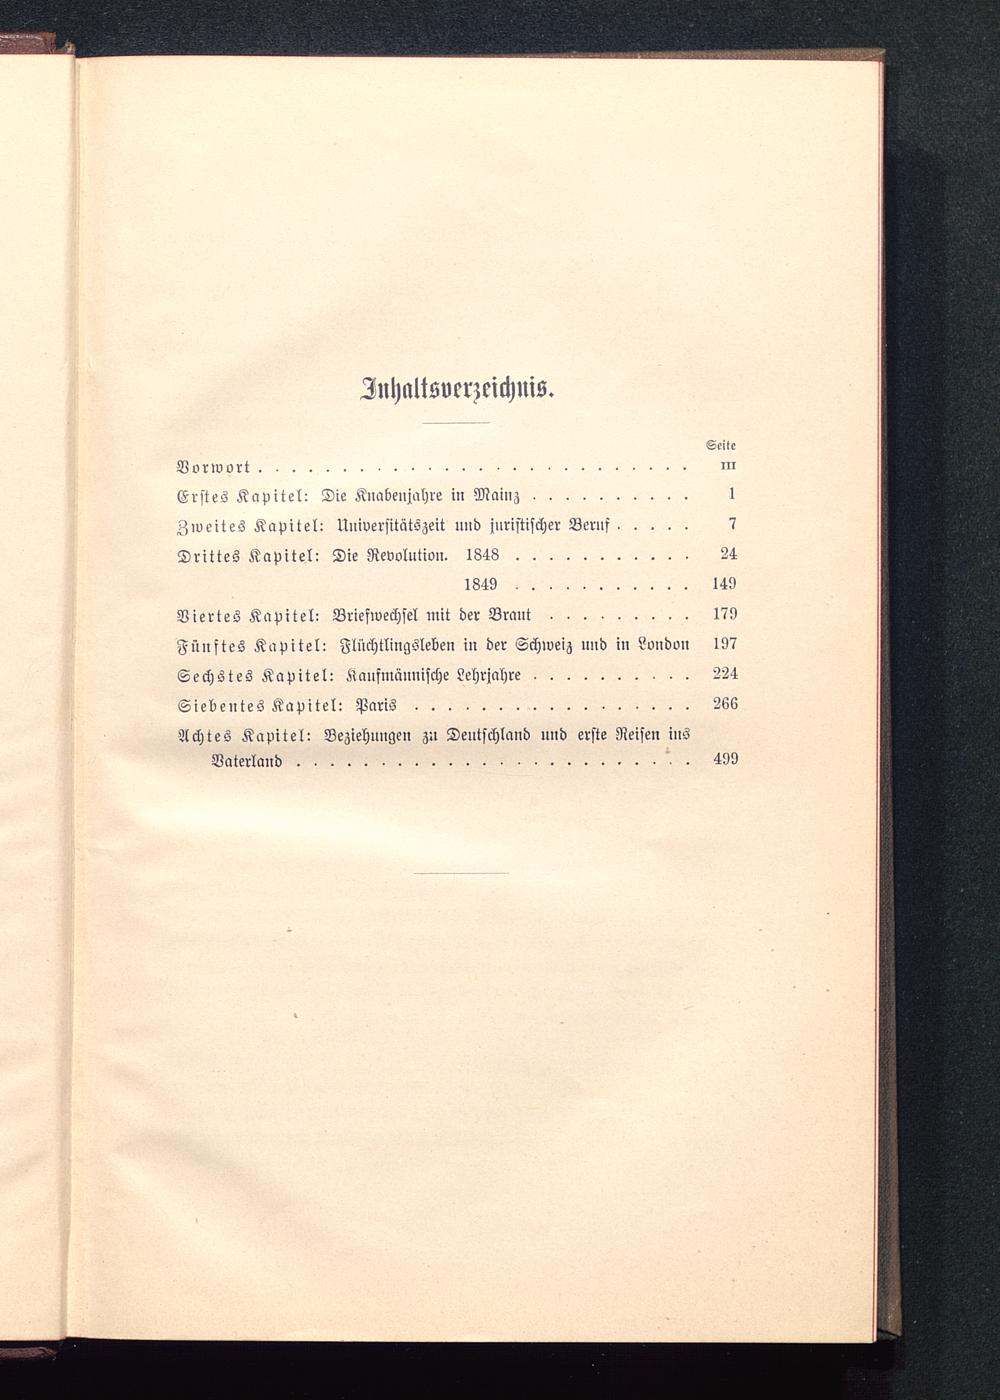 Inhaltsverzeichnis.
Seite
Vorwort . . . . . . . . . . . . . . . . . . . . . . . . . . III
Erstes Kapitel: Die Knabenjahre in Mainz . . . . . . . . . . 1
Zweites Kapitel: Universitätszeit und juristischer Beruf . . . . . 7
Drittes Kapitel: Die Revolution. 1848 . . . . . . . . . . . 24
1849 . . . . . . . . . . . 149
Viertes Kapitel: Briefwechsel mit der Braut . . . . . . . . . 179
Fünftes Kapitel: Flüchtlingsleben in der Schweiz und in London 197
Sechstes Kapitel: Kaufmännische Lehrjahre . . . . . . . . . . 224
Siebentes Kapitel: Paris . . . . . . . . . . . . . . . . . 266
Achtes Kapitel: Beziehungen zu Deutschland und erste Reisen ins
Vaterland . . . . . . . . . . . . . . . . . . . . . . . . 499